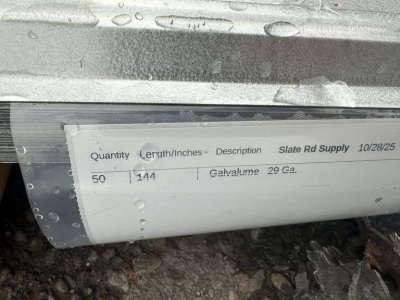 Quantity Length/Inches Description Slate Rd Supply 10/28/25
50 144 Galvalume 29 Ga.